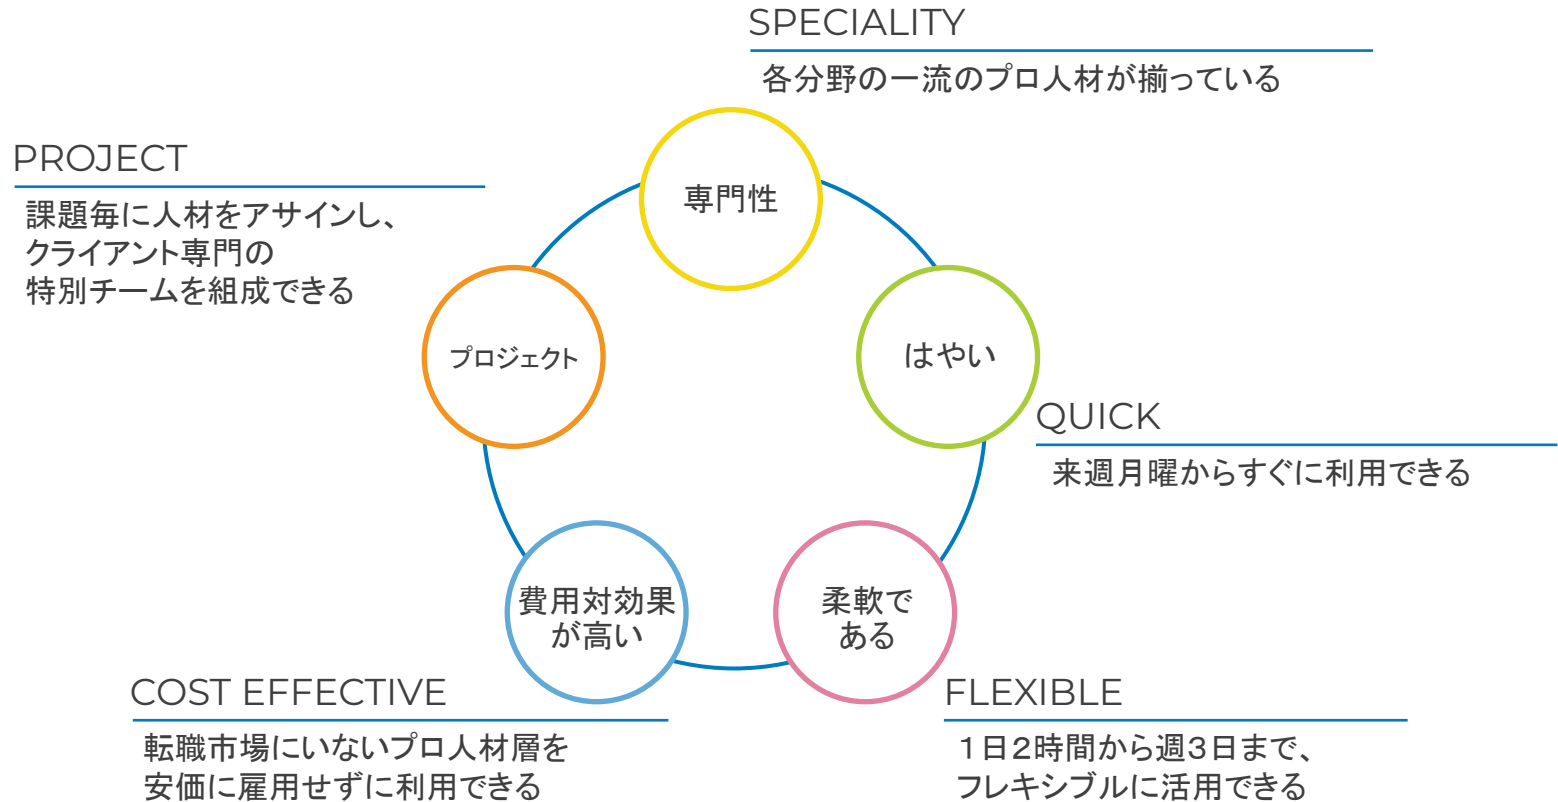 SPECIALITY
各分野の一流のプロ人材が揃っている
専門性
PROJECT
課題毎に人材をアサインし、
クライアント専門の
特別チームを組成できる
プロジェクト
はやい
QUICK
来週月曜からすぐに利用できる
費用対効果
が高い
柔軟で
ある
COST EFFECTIVE
転職市場にいないプロ人材層を
安価に雇用せずに利用できる
FLEXIBLE
１日２時間から週３日まで、
フレキシブルに活用できる